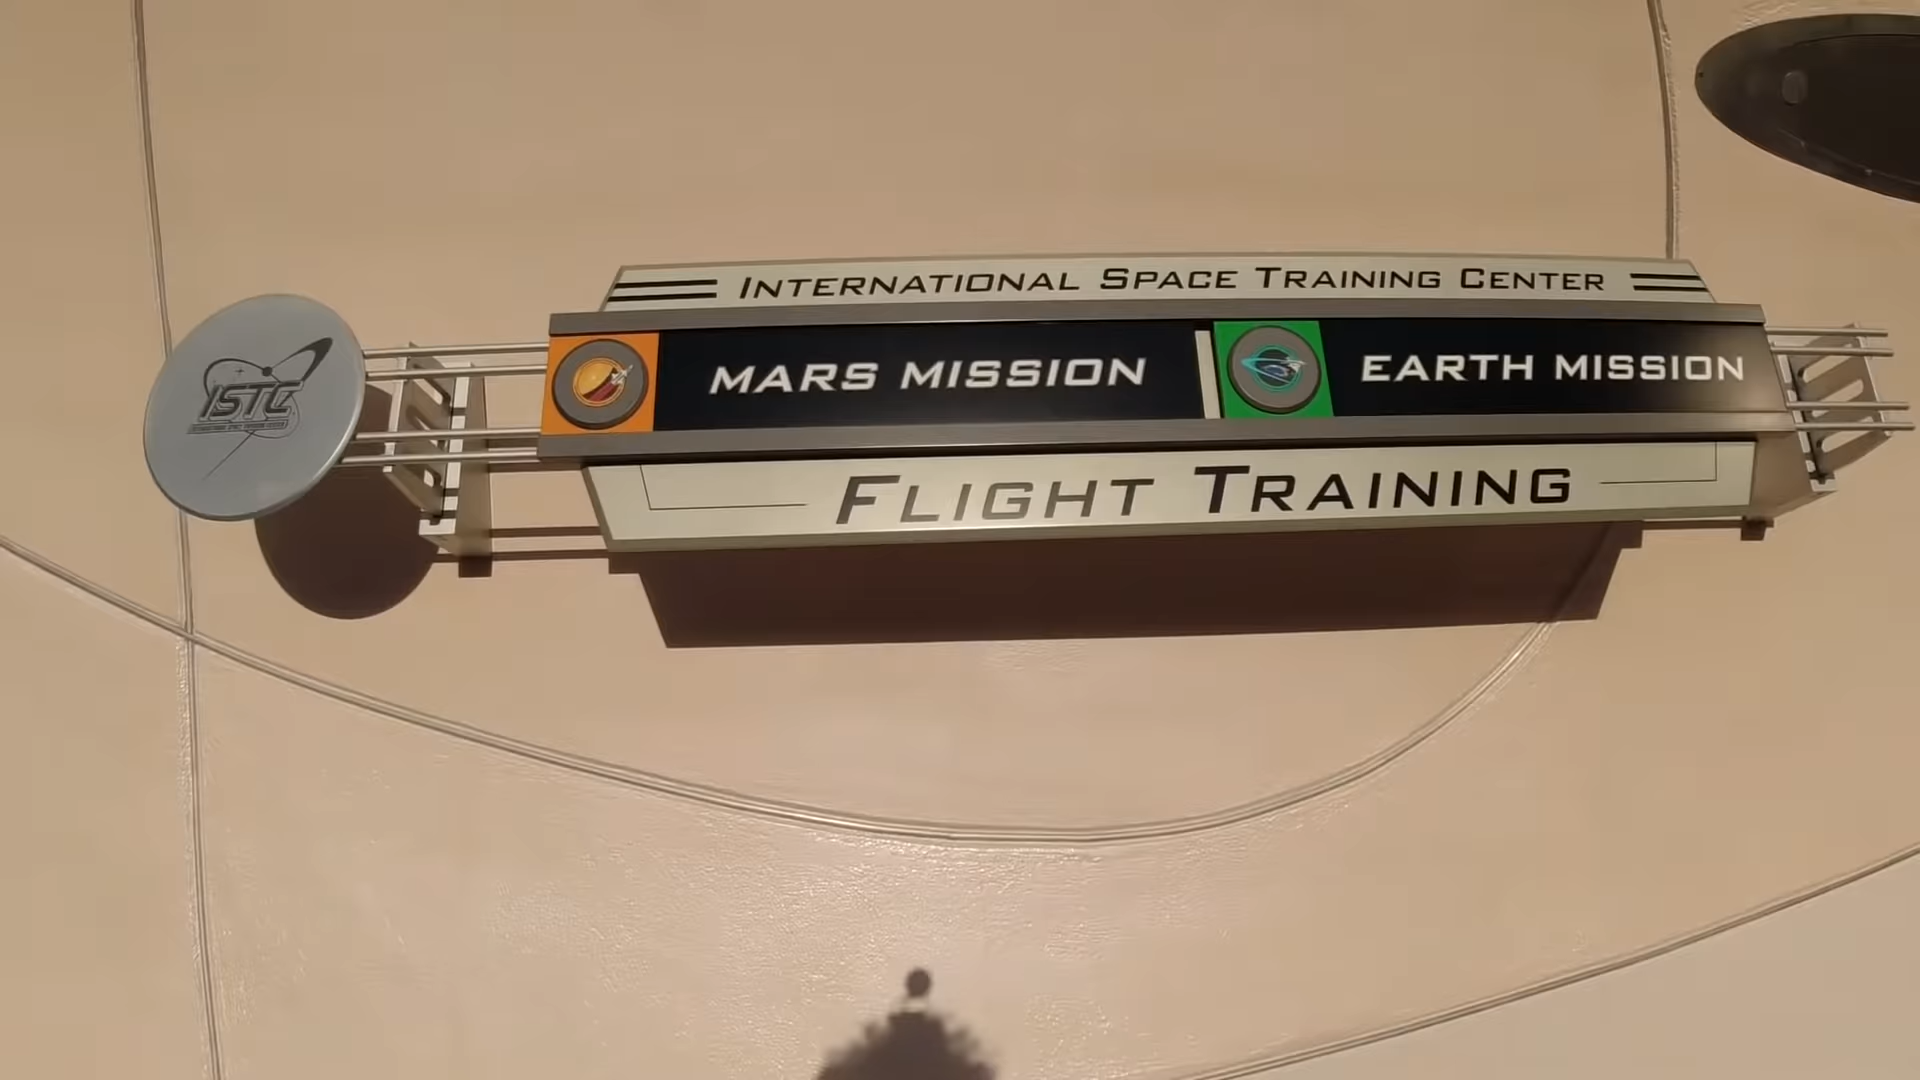 International Space Training Center
ISTC
MARS MISSION
EARTH MISSION
Flight Training